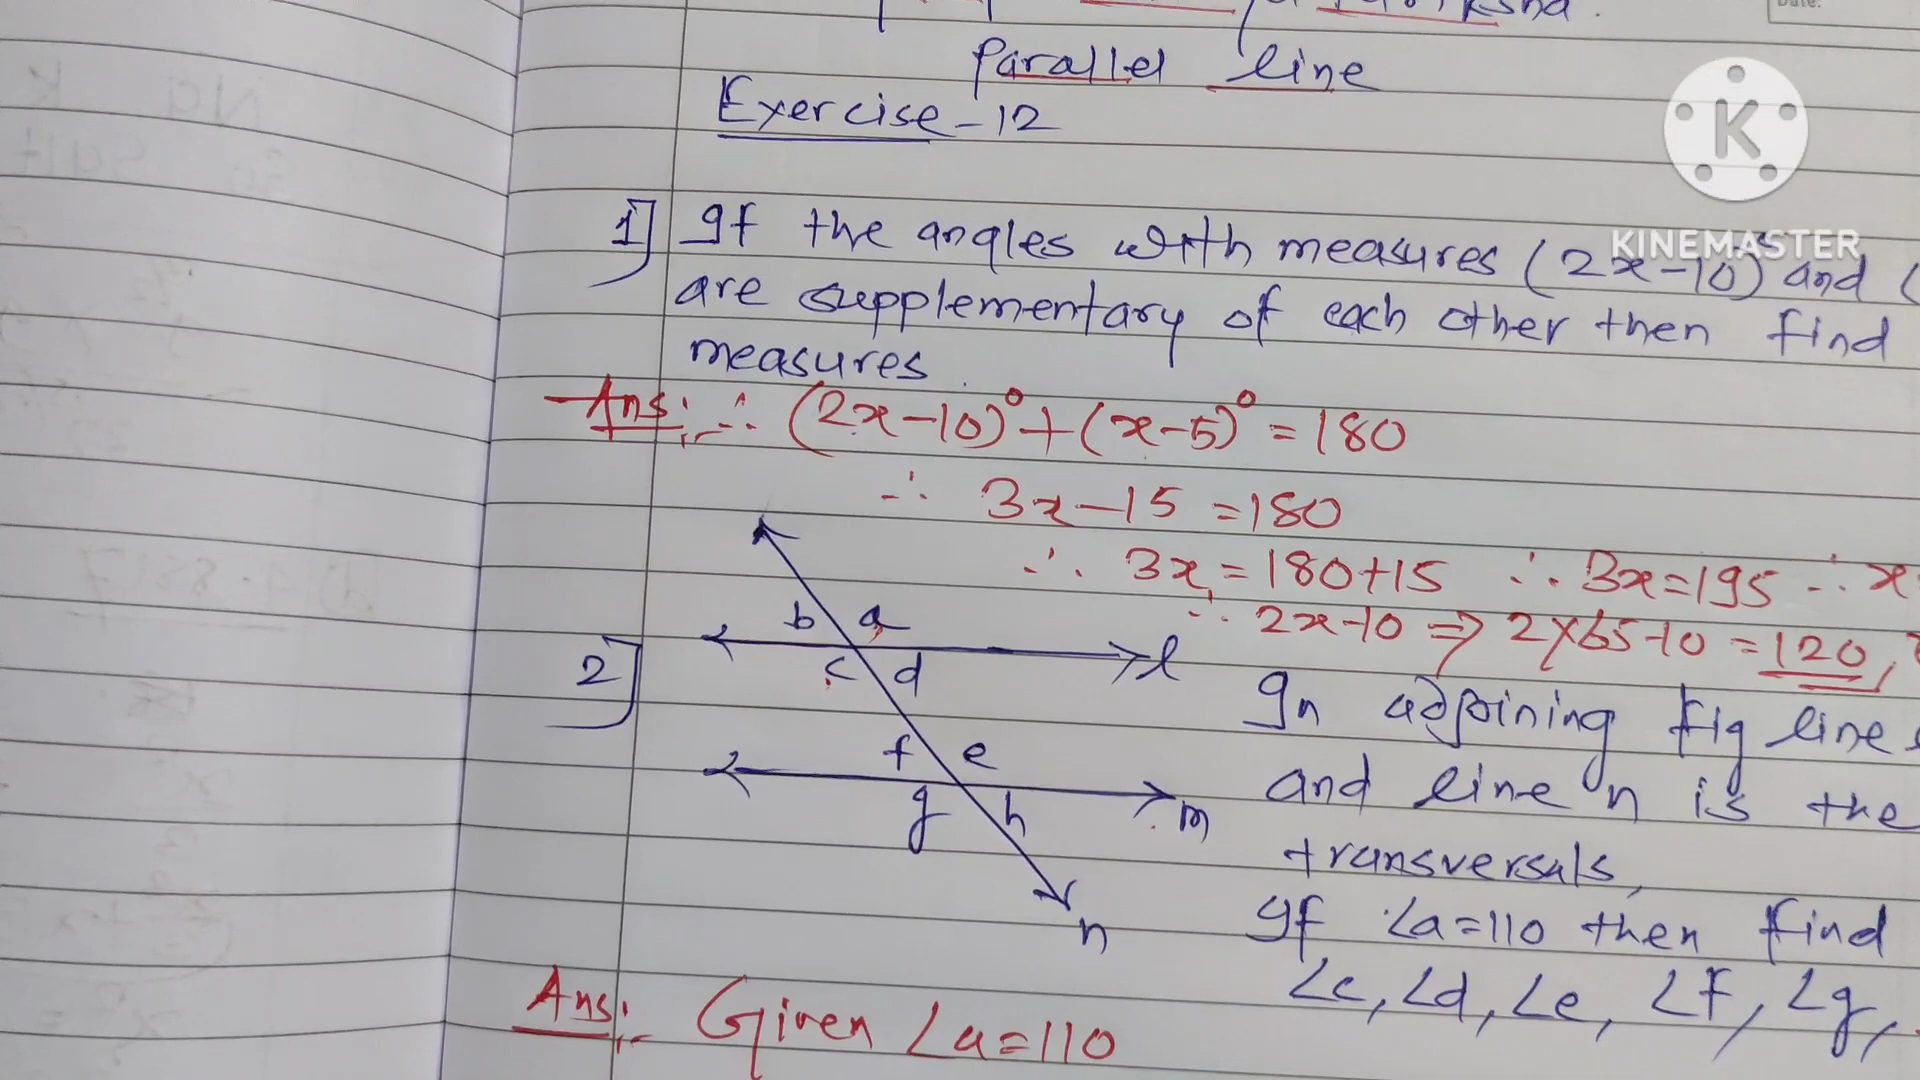 Parallel line
Exercise-12
K
KINEMASTER
1] If the angles with measures (2x-10) and (
are supplementary of each other then find
measures
Ans:- ∴ (2x-10)°+(x-5)°=180
∴ 3x-15=180
∴ 3x=180+15 ∴ 3x=195 ∴ x
∴ 2x-10 ⇒ 2×65-10=120,
2]
b a
c d
l
f e
g h
m
n
In adjoining fig line
and line n is the
transversals,
If ∠a=110 then find
∠c, ∠d, ∠e, ∠f, ∠g,
Ans:- Given ∠a=110